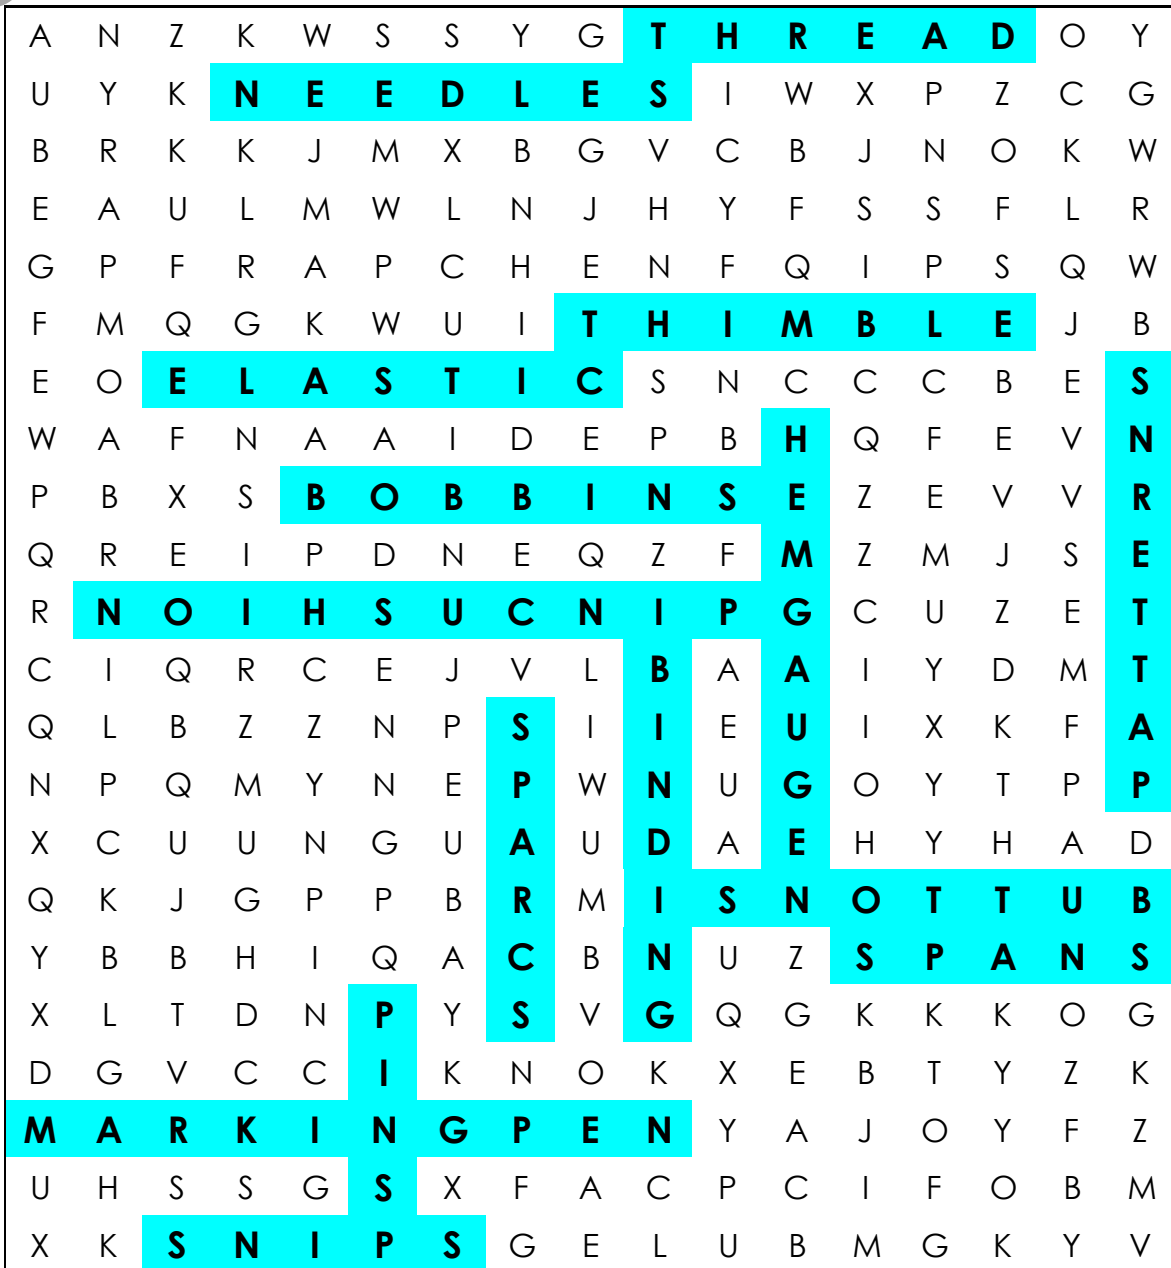 A N Z K W S S Y G T H R E A D O Y
U Y K N E E D L E S I W X P Z C G
B R K K J M X B G V C B J N O K W
E A U L M W L N J H Y F S S F L R
G P F R A P C H E N F Q I P S Q W
F M Q G K W U I T H I M B L E J B
E O E L A S T I C S N C C C B E S
W A F N A A I D E P B H Q F E V N
P B X S B O B B I N S E Z E V V R
Q R E I P D N E Q Z F M Z M J S E
R N O I H S U C N I P G C U Z E T
C I Q R C E J V L B A A I Y D M T
Q L B Z Z N P S I I E U I X K F A
N P Q M Y N E P W N U G O Y T P P
X C U U N G U A U D A E H Y H A D
Q K J G P P B R M I S N O T T U B
Y B B H I Q A C B N U Z S P A N S
X L T D N P Y S V G Q G K K K O G
D G V C C I K N O K X E B T Y Z K
M A R K I N G P E N Y A J O Y F Z
U H S S G S X F A C P C I F O B M
X K S N I P S G E L U B M G K Y V